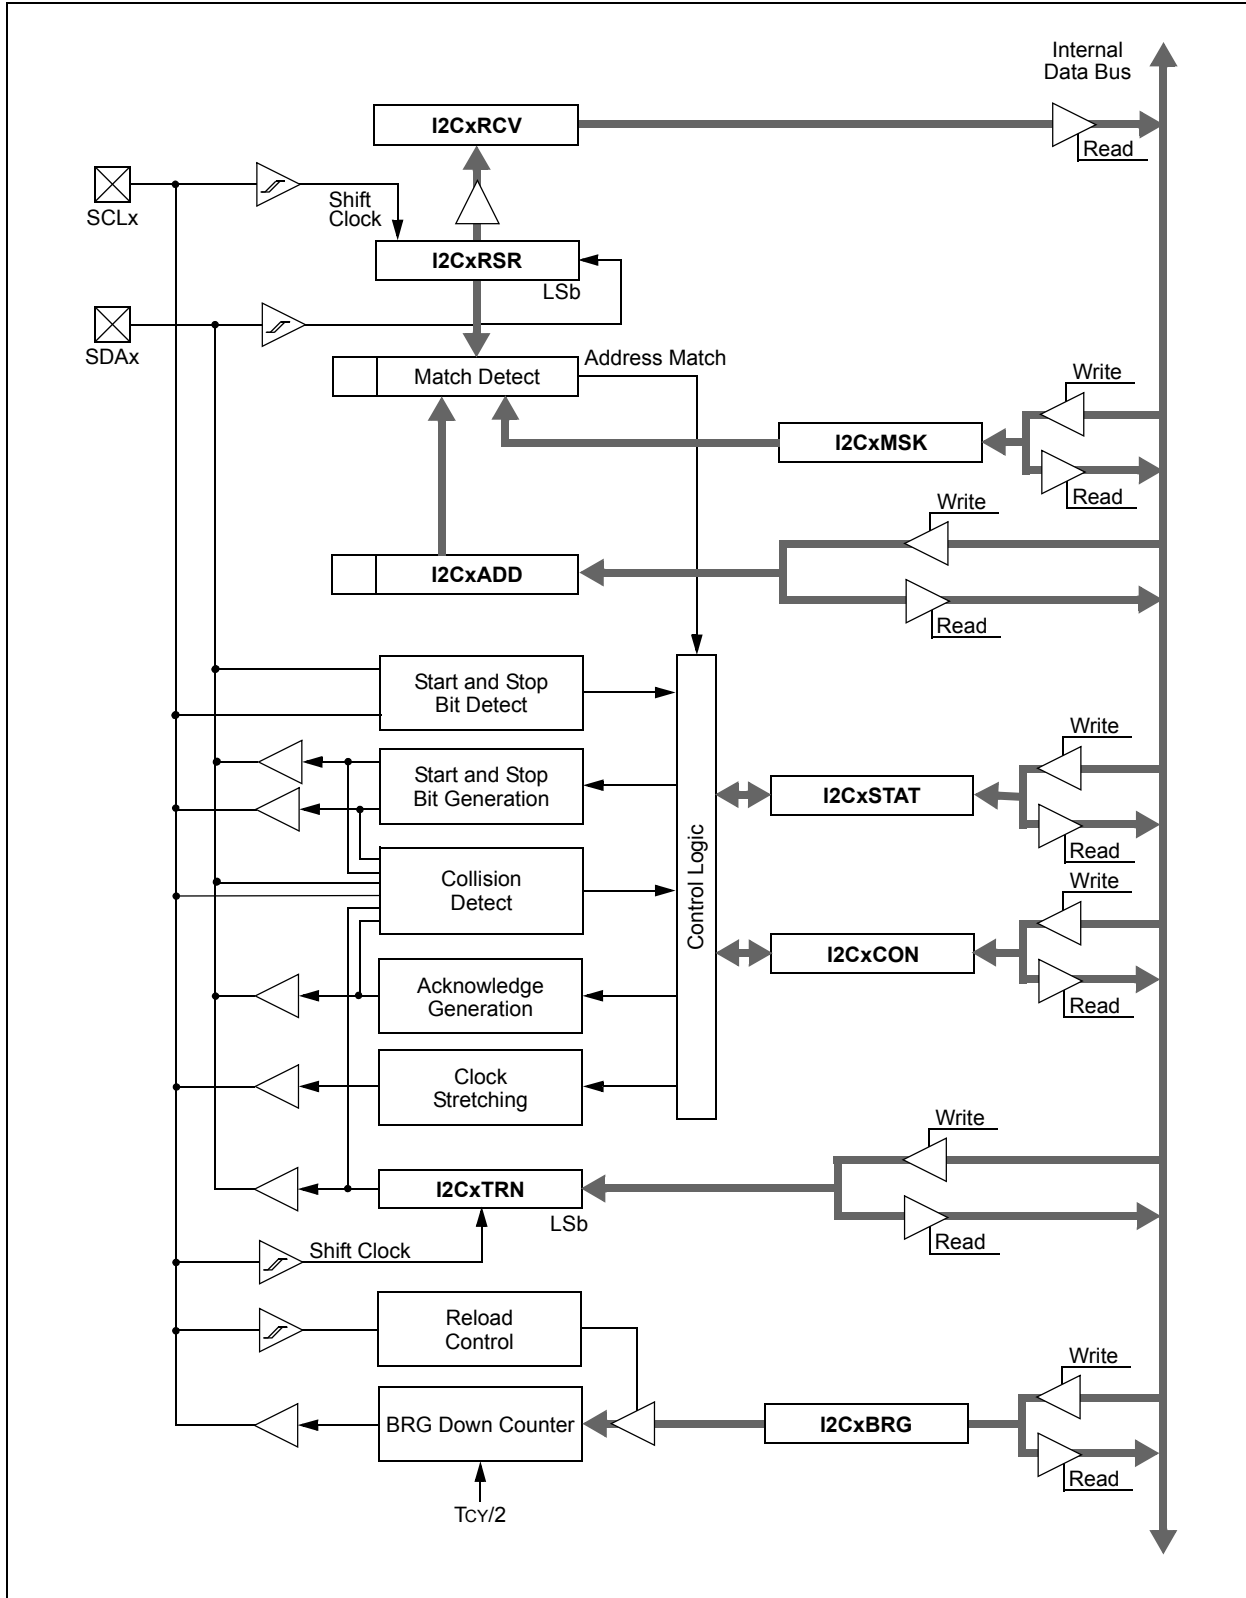 Internal
Data Bus
I2CxRCV
Read
SCLx
Shift
Clock
I2CxRSR
LSb
SDAx
Address Match
Match Detect
Write
I2CxMSK
Read
Write
I2CxADD
Read
Start and Stop
Bit Detect
Write
Start and Stop
Bit Generation
I2CxSTAT
Read
Control Logic
Collision
Detect
Write
I2CxCON
Read
Acknowledge
Generation
Clock
Stretching
Write
I2CxTRN
LSb
Read
Shift Clock
Reload
Control
Write
BRG Down Counter
I2CxBRG
Read
TCY/2